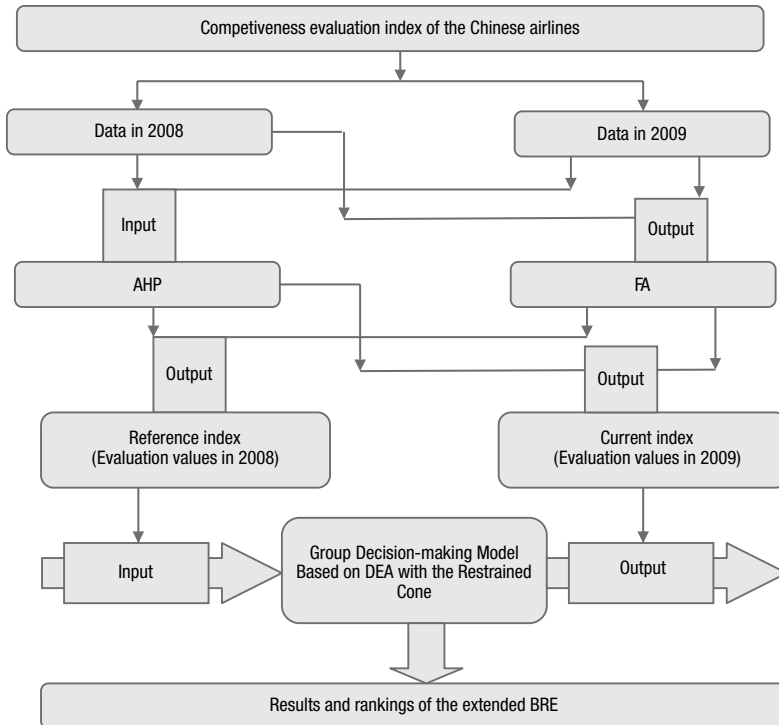 Competiveness evaluation index of the Chinese airlines
Data in 2008
Data in 2009
Input
Output
AHP
FA
Output
Output
Reference index
(Evaluation values in 2008)
Current index
(Evaluation values in 2009)
Input
Group Decision-making Model
Based on DEA with the Restrained
Cone
Output
Results and rankings of the extended BRE